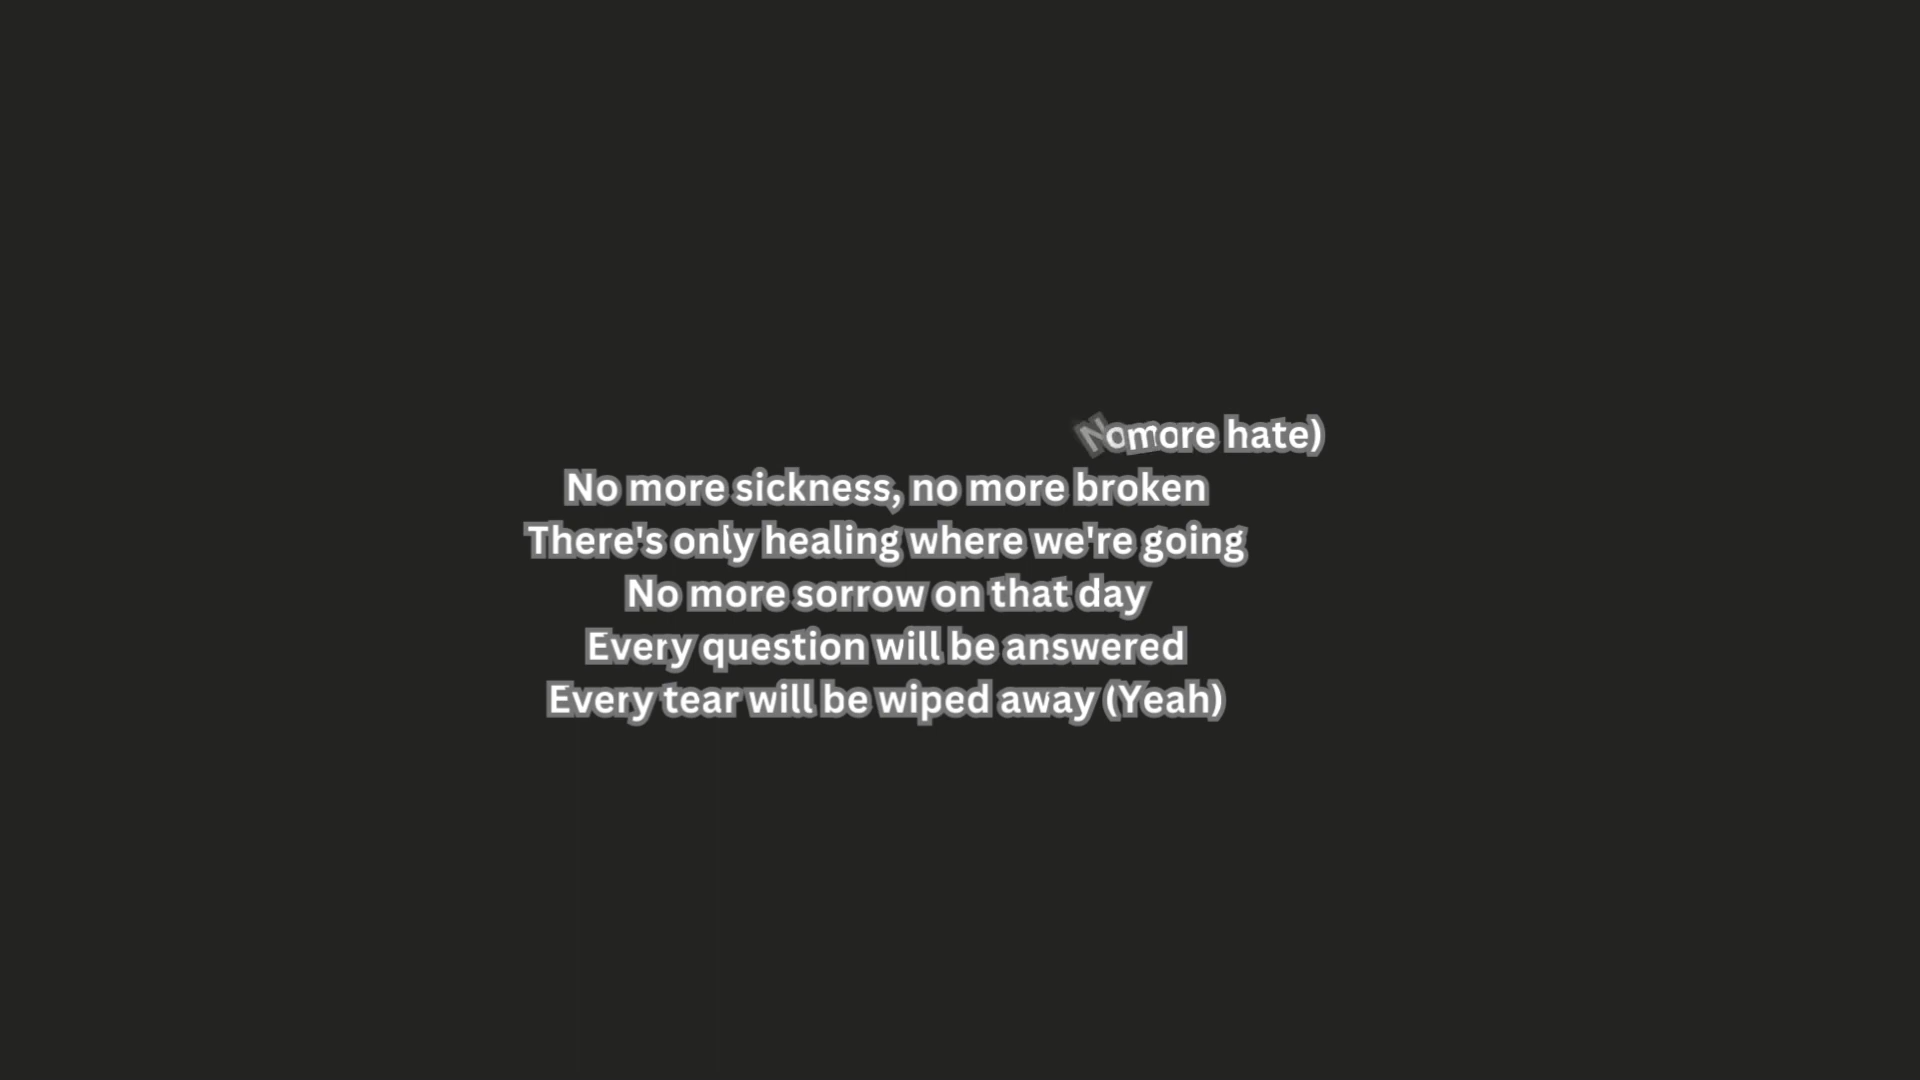 No more hate)
No more sickness, no more broken
There's only healing where we're going
No more sorrow on that day
Every question will be answered
Every tear will be wiped away (Yeah)